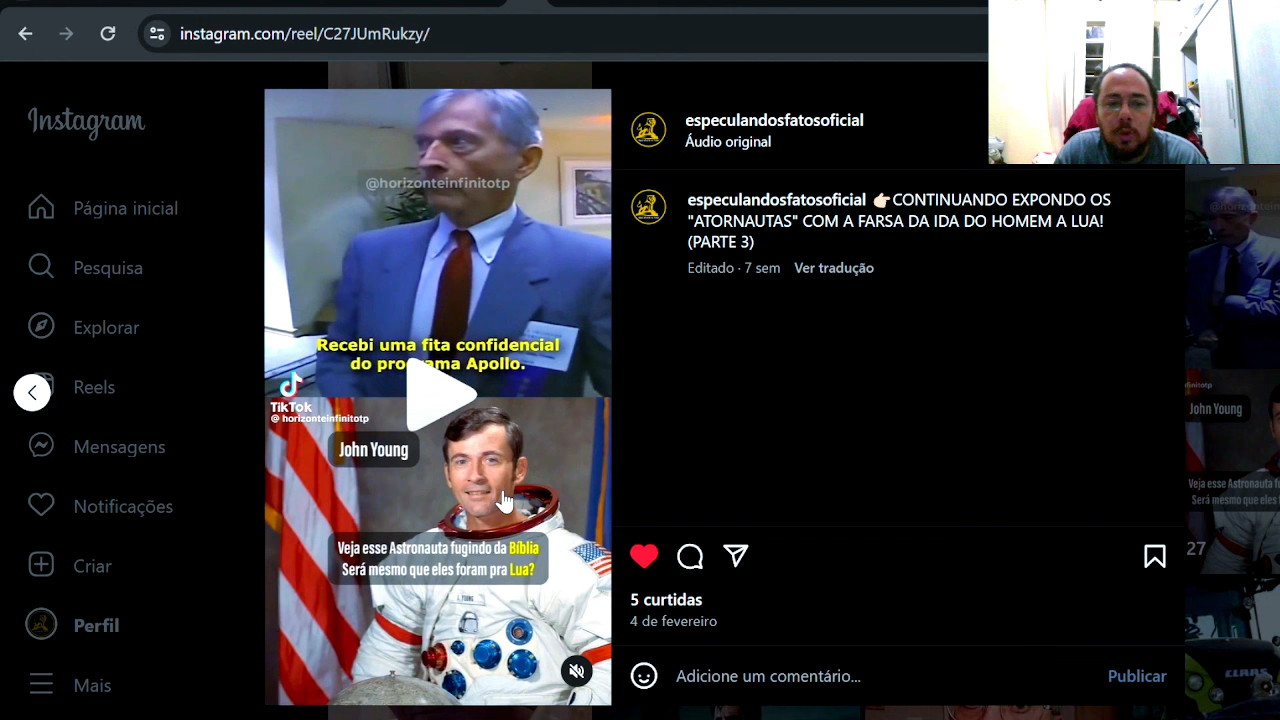 instagram.com/reel/C27JUmRukzy/
Instagram
Página inicial
Pesquisa
Explorar
Reels
Mensagens
Notificações
Criar
Perfil
Mais
@horizonteinfinitotp
Recebi uma fita confidencial
do programa Apollo.
TikTok
@horizonteinfinitotp
John Young
Veja esse Astronauta fugindo da Bíblia
Será mesmo que eles foram pra Lua?
J. YOUNG
especulandosfatosoficial
Áudio original
especulandosfatosoficial 👉🏻CONTINUANDO EXPONDO OS
"ATORNAUTAS" COM A FARSA DA IDA DO HOMEM A LUA!
(PARTE 3)
Editado · 7 sem Ver tradução
5 curtidas
4 de fevereiro
Adicione um comentário...
Publicar
John Young
27
CLAAS